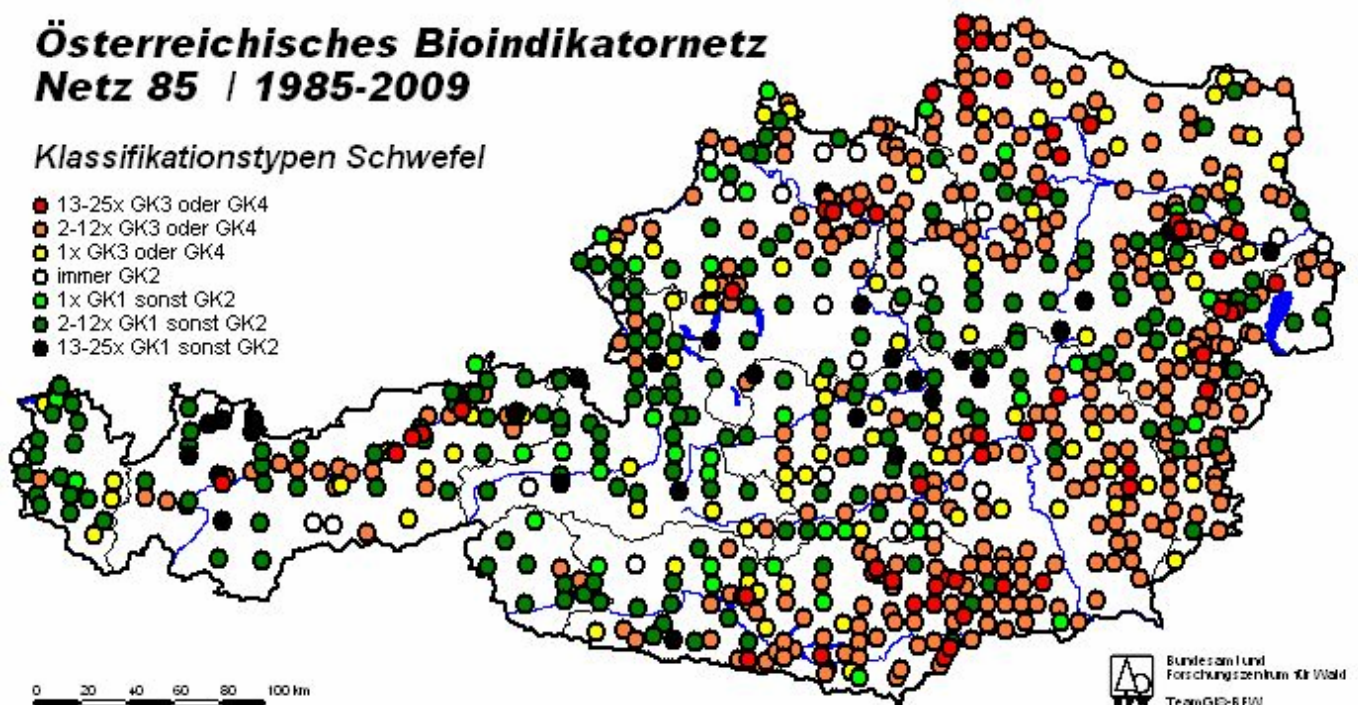 Österreichisches Bioindikatornetz
Netz 85 / 1985-2009
Klassifikationstypen Schwefel
13-25x GK3 oder GK4
2-12x GK3 oder GK4
1x GK3 oder GK4
immer GK2
1x GK1 sonst GK2
2-12x GK1 sonst GK2
13-25x GK1 sonst GK2
0 20 40 60 80 100 km
Bundesamt und
Forschungszentrum für Wald
TeamGIS-BFW